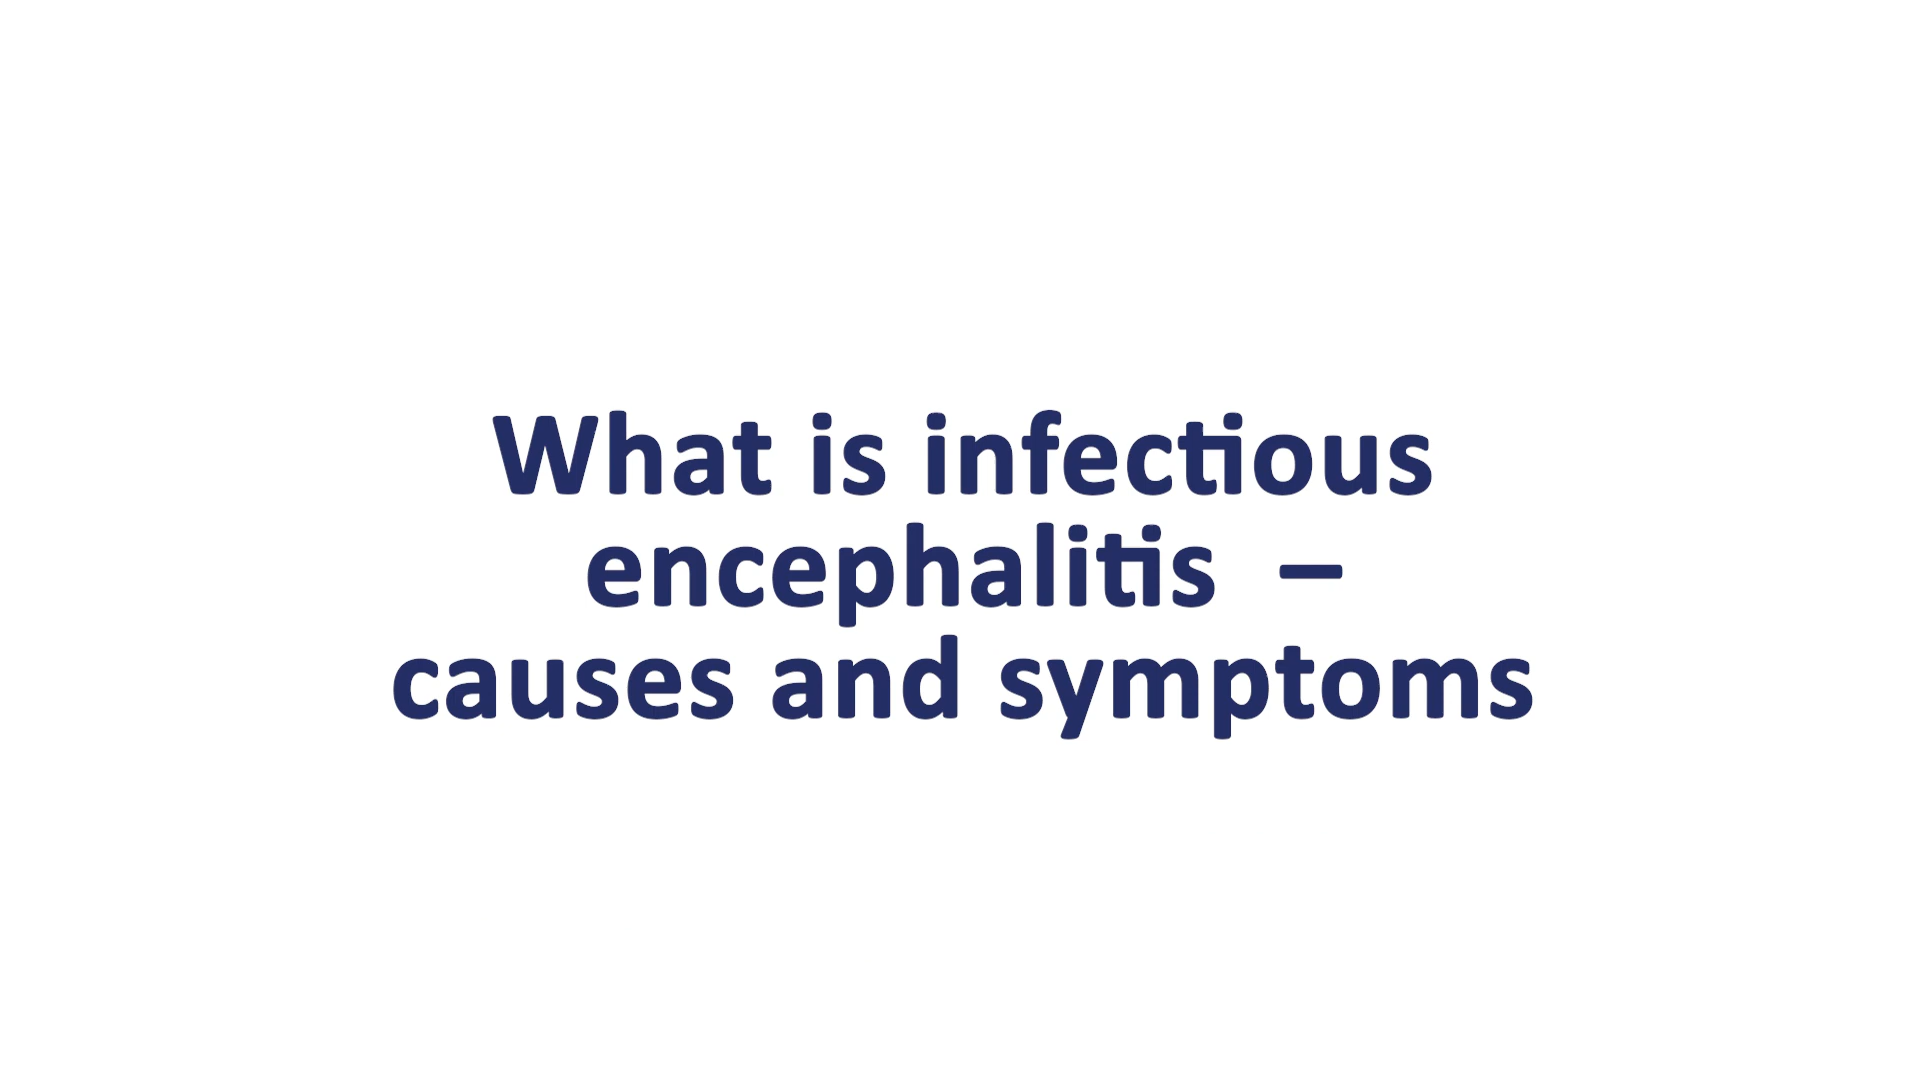 What is infectious
encephalitis –
causes and symptoms